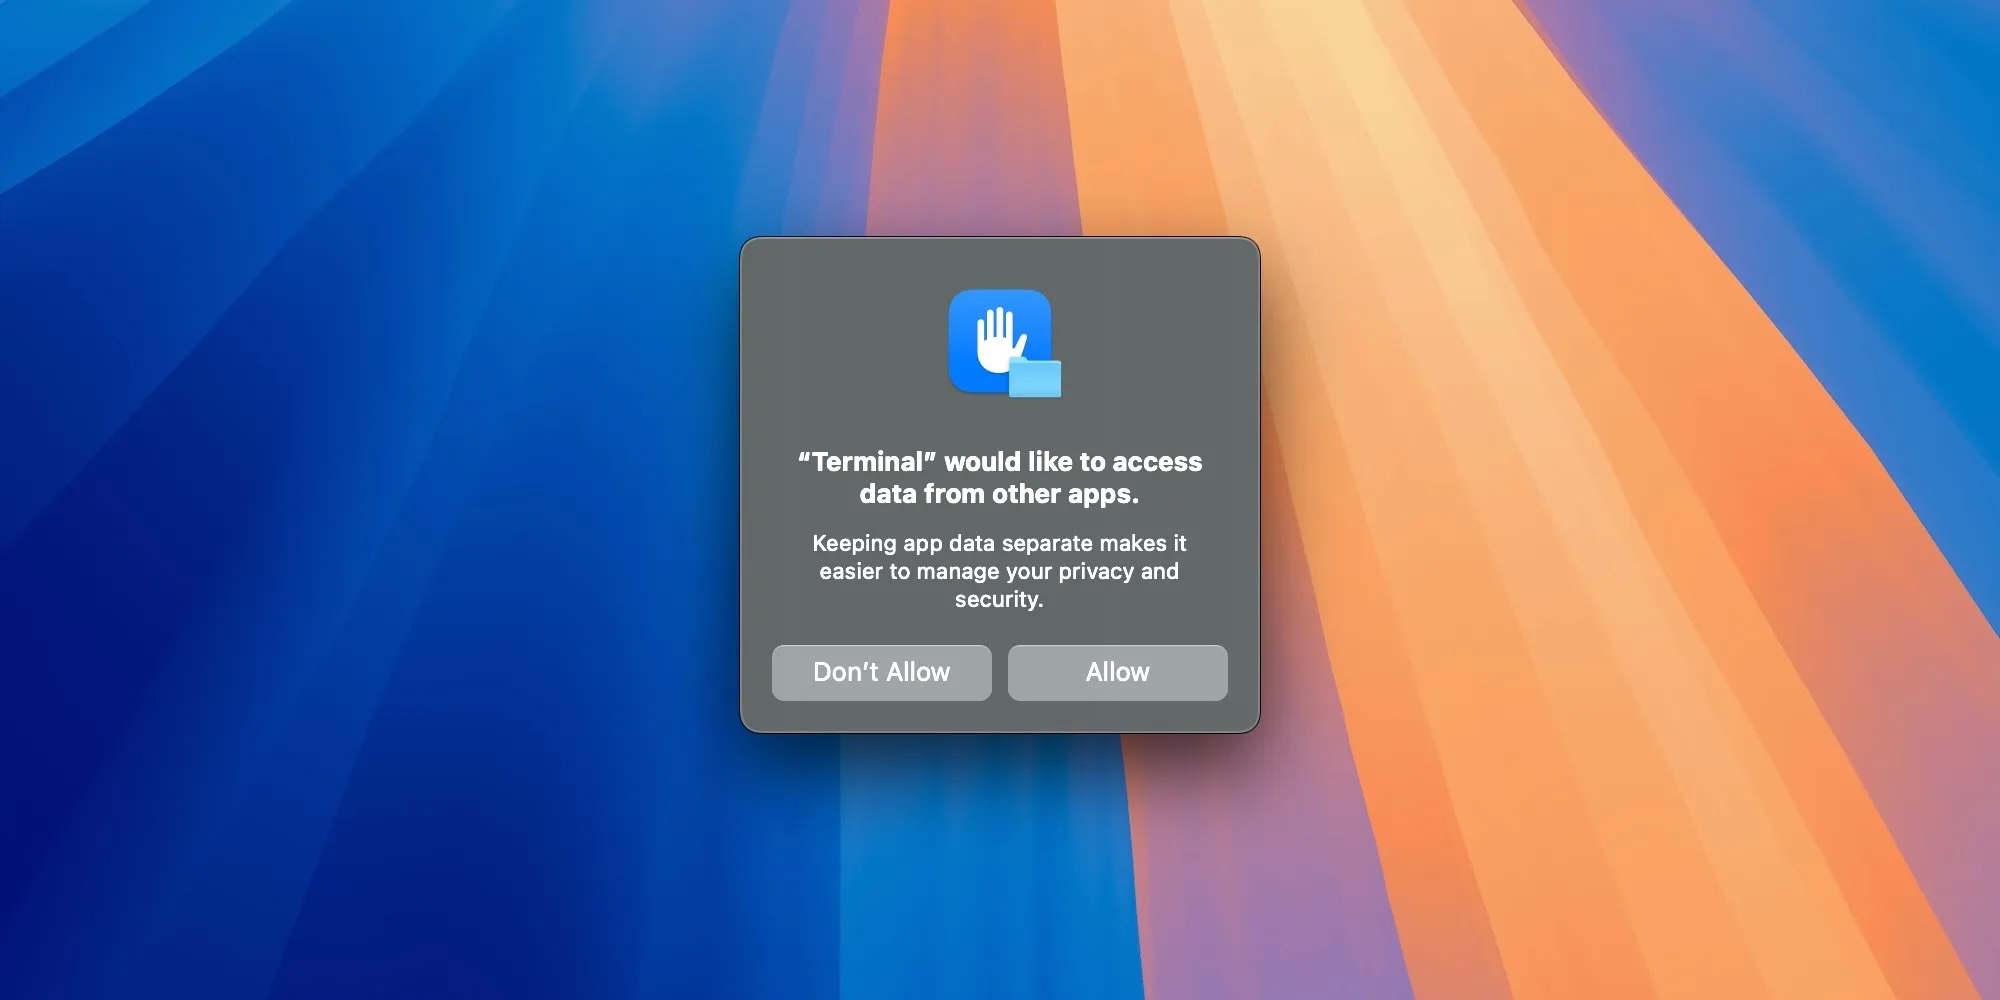 “Terminal” would like to access
data from other apps.
Keeping app data separate makes it
easier to manage your privacy and
security.
Don’t Allow
Allow